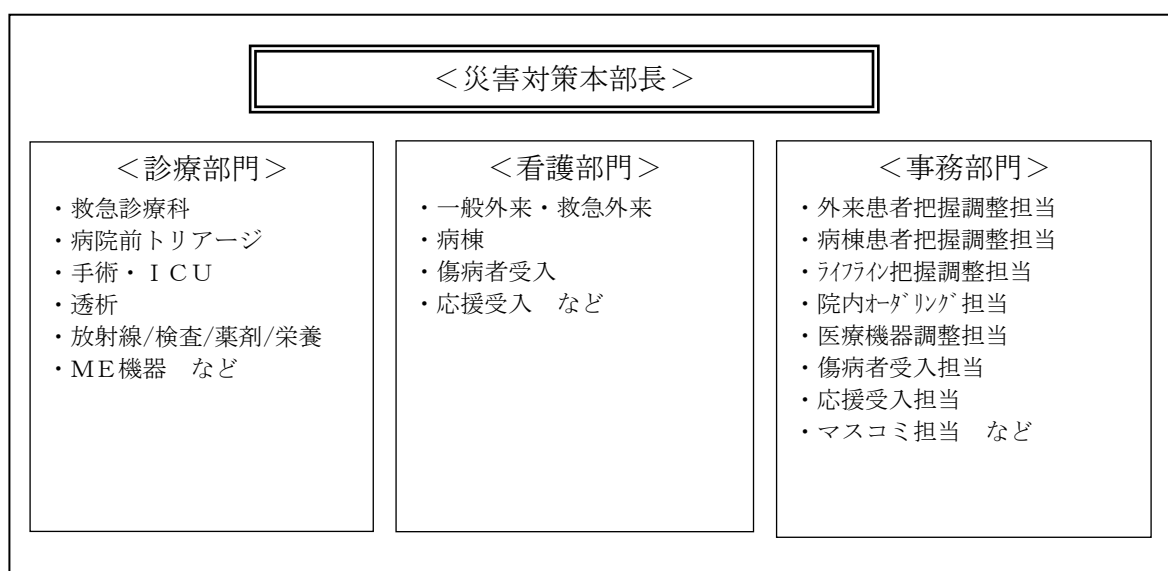 ＜災害対策本部長＞
＜診療部門＞
・救急診療科
・病院前トリアージ
・手術・ＩＣＵ
・透析
・放射線/検査/薬剤/栄養
・ＭＥ機器　など
＜看護部門＞
・一般外来・救急外来
・病棟
・傷病者受入
・応援受入　など
＜事務部門＞
・外来患者把握調整担当
・病棟患者把握調整担当
・ﾗｲﾌﾗｲﾝ把握調整担当
・院内ｵｰﾀﾞﾘﾝｸﾞ担当
・医療機器調整担当
・傷病者受入担当
・応援受入担当
・マスコミ担当　など